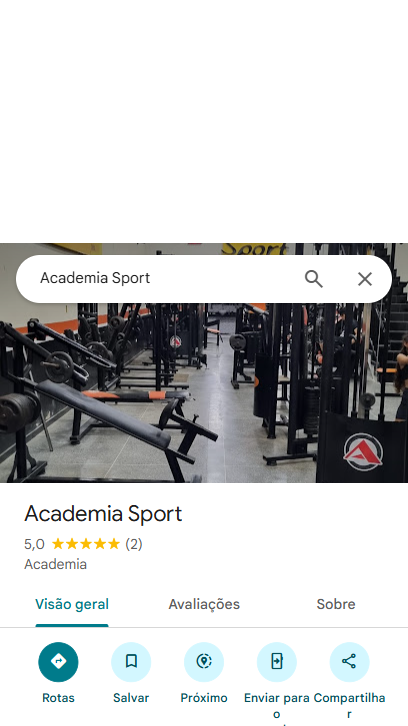 Sport
Academia Sport
Academia Sport
5,0 (2)
Academia
Visão geral Avaliações Sobre
Rotas Salvar Próximo Enviar para o Compartilhar